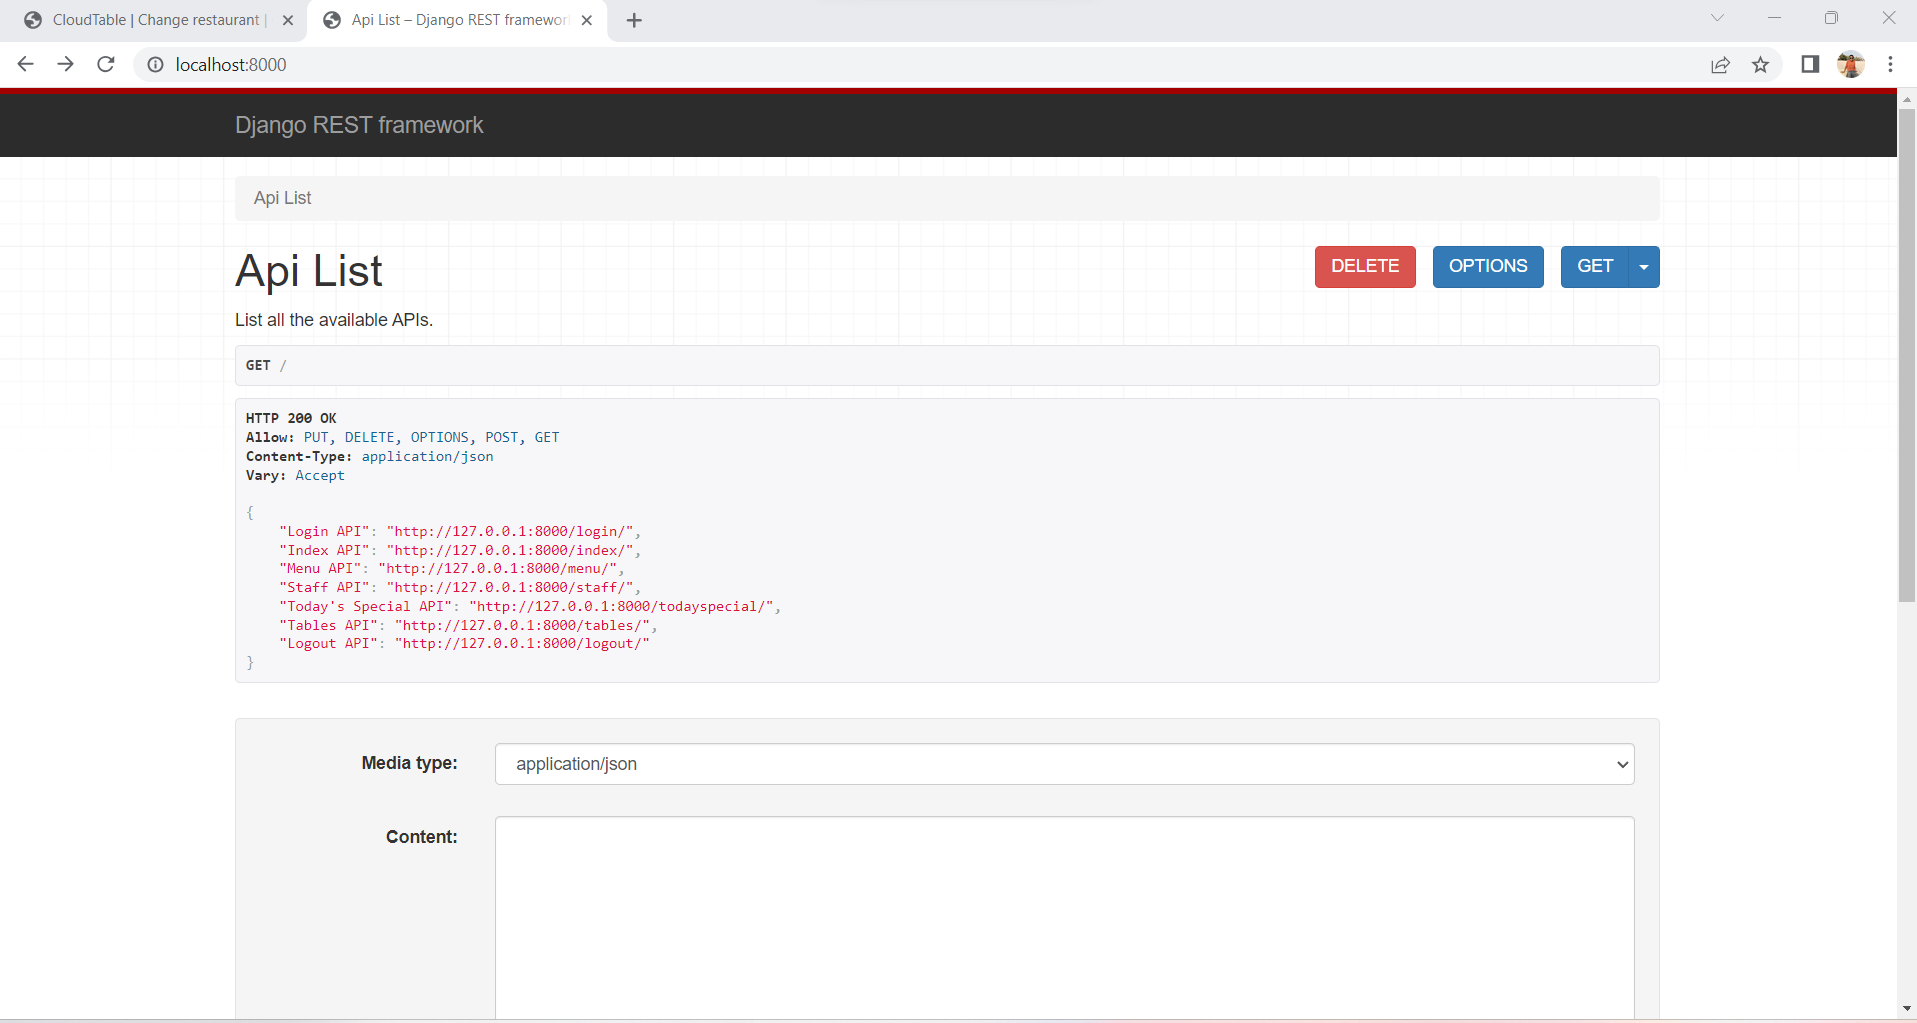 CloudTable | Change restaurant |
Api List – Django REST framewor
localhost:8000
Django REST framework
Api List
Api List
DELETE
OPTIONS
GET
List all the available APIs.
GET /
HTTP 200 OK
Allow: PUT, DELETE, OPTIONS, POST, GET
Content-Type: application/json
Vary: Accept
{
"Login API": "http://127.0.0.1:8000/login/",
"Index API": "http://127.0.0.1:8000/index/",
"Menu API": "http://127.0.0.1:8000/menu/",
"Staff API": "http://127.0.0.1:8000/staff/",
"Today's Special API": "http://127.0.0.1:8000/todayspecial/",
"Tables API": "http://127.0.0.1:8000/tables/",
"Logout API": "http://127.0.0.1:8000/logout/"
}
Media type:
application/json
Content: